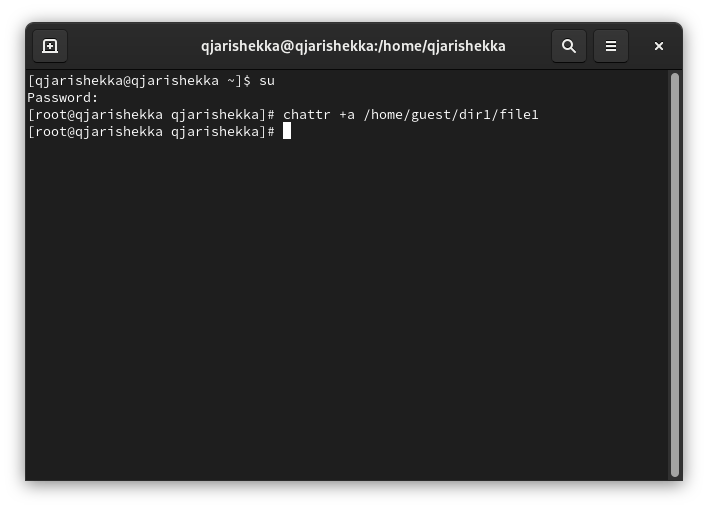 qjarishekka@qjarishekka:/home/qjarishekka
[qjarishekka@qjarishekka ~]$ su
Password:
[root@qjarishekka qjarishekka]# chattr +a /home/guest/dir1/file1
[root@qjarishekka qjarishekka]#